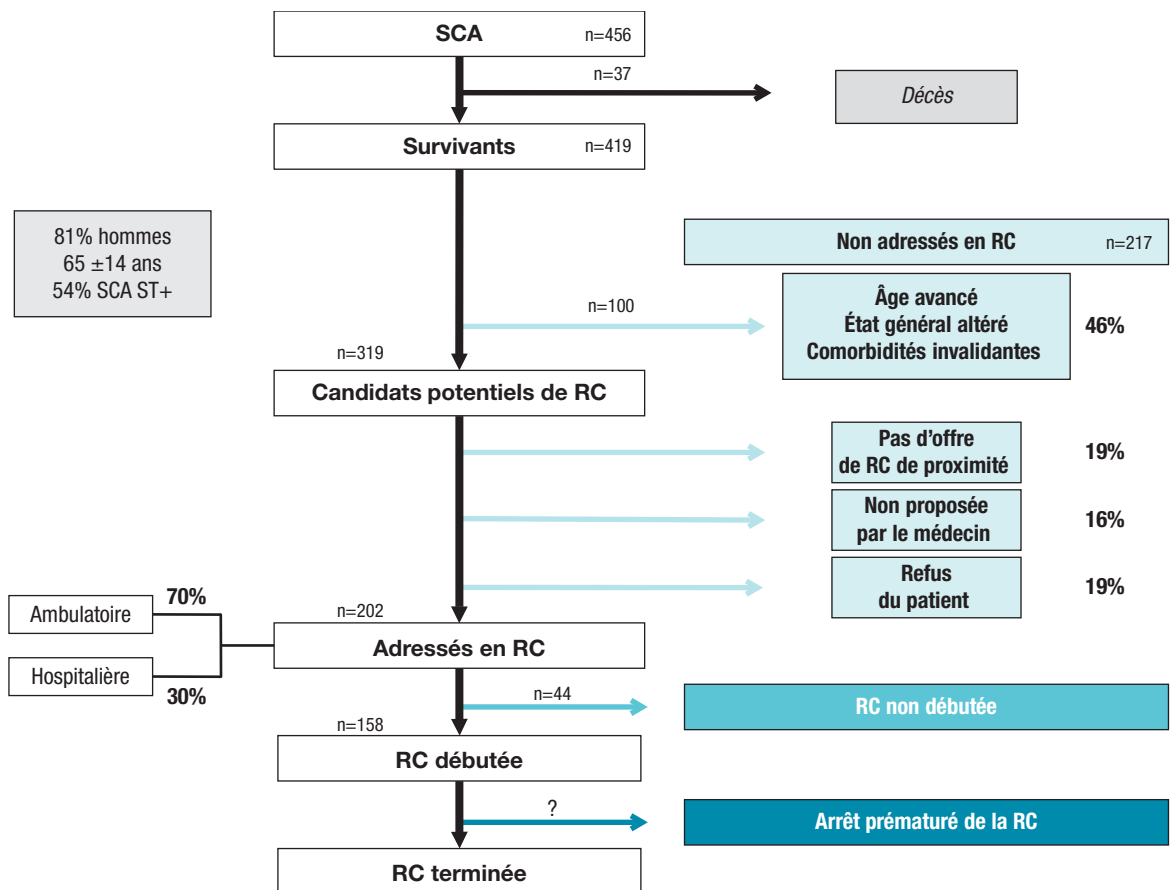 SCA n=456
n=37
Décès
Survivants n=419
81% hommes
65 ±14 ans
54% SCA ST+
Non adressés en RC n=217
n=100
Âge avancé
État général altéré
Comorbidités invalidantes
46%
n=319
Candidats potentiels de RC
Pas d'offre
de RC de proximité
19%
Non proposée
par le médecin
16%
Refus
du patient
19%
Ambulatoire 70%
Hospitalière 30%
n=202
Adressés en RC
n=44
RC non débutée
n=158
RC débutée
?
Arrêt prématuré de la RC
RC terminée